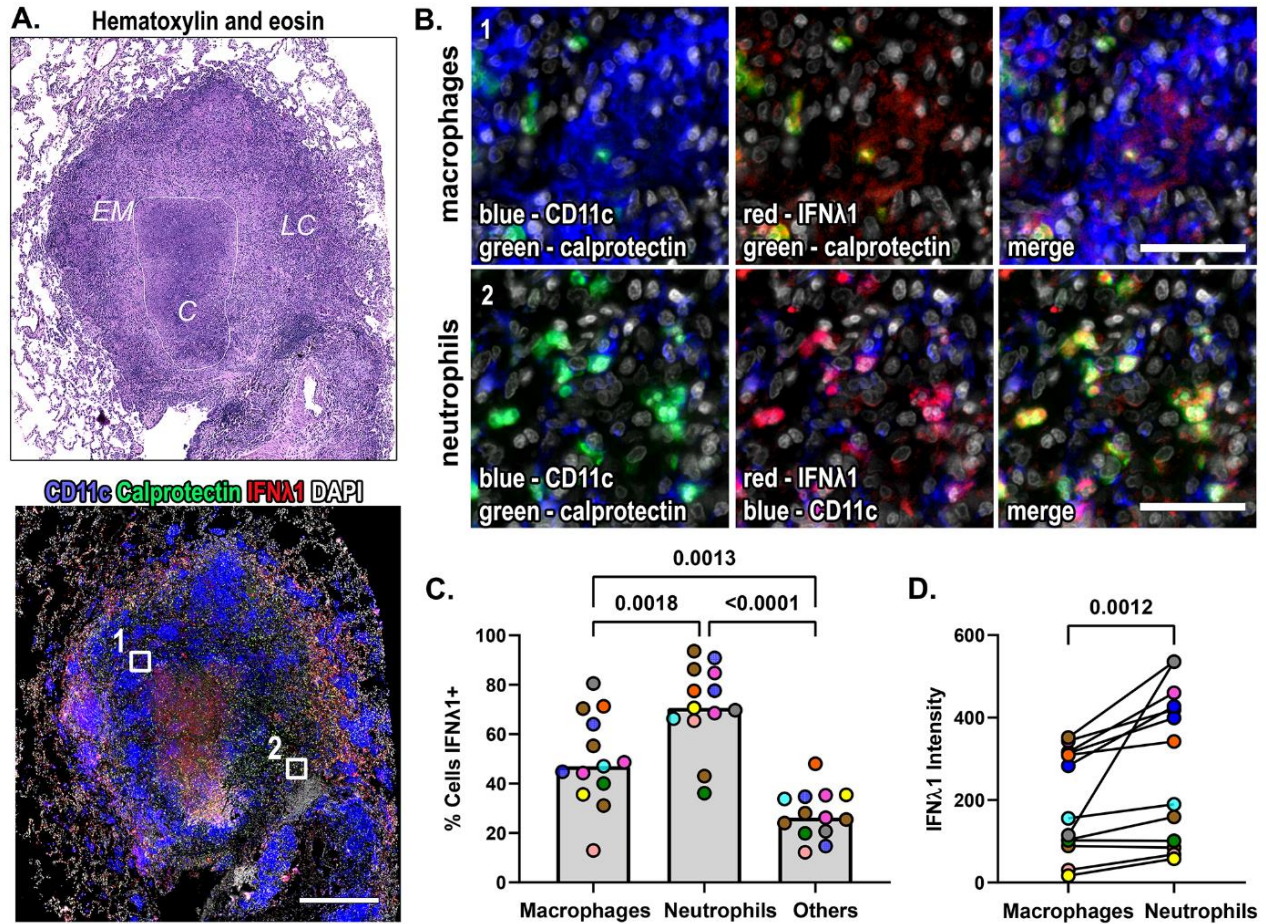 A.
Hematoxylin and eosin
EM
LC
C
CD11c Calprotectin IFNλ1 DAPI
1
2
B.
macrophages
1
blue - CD11c
green - calprotectin
red - IFNλ1
green - calprotectin
merge
neutrophils
2
blue - CD11c
green - calprotectin
red - IFNλ1
blue - CD11c
merge
C.
0.0013
0.0018
<0.0001
% Cells IFNλ1+
100
80
60
40
20
0
Macrophages
Neutrophils
Others
D.
0.0012
IFNλ1 Intensity
600
400
200
0
Macrophages
Neutrophils